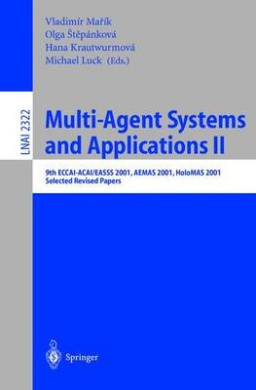 Vladimír Mařík
Olga Štěpánková
Hana Krautwurmová
Michael Luck (Eds.)
LNAI 2322
Multi-Agent Systems
and Applications II
9th ECCAI-ACAI/EASSS 2001, AEMAS 2001, HoloMAS 2001
Selected Revised Papers
Springer